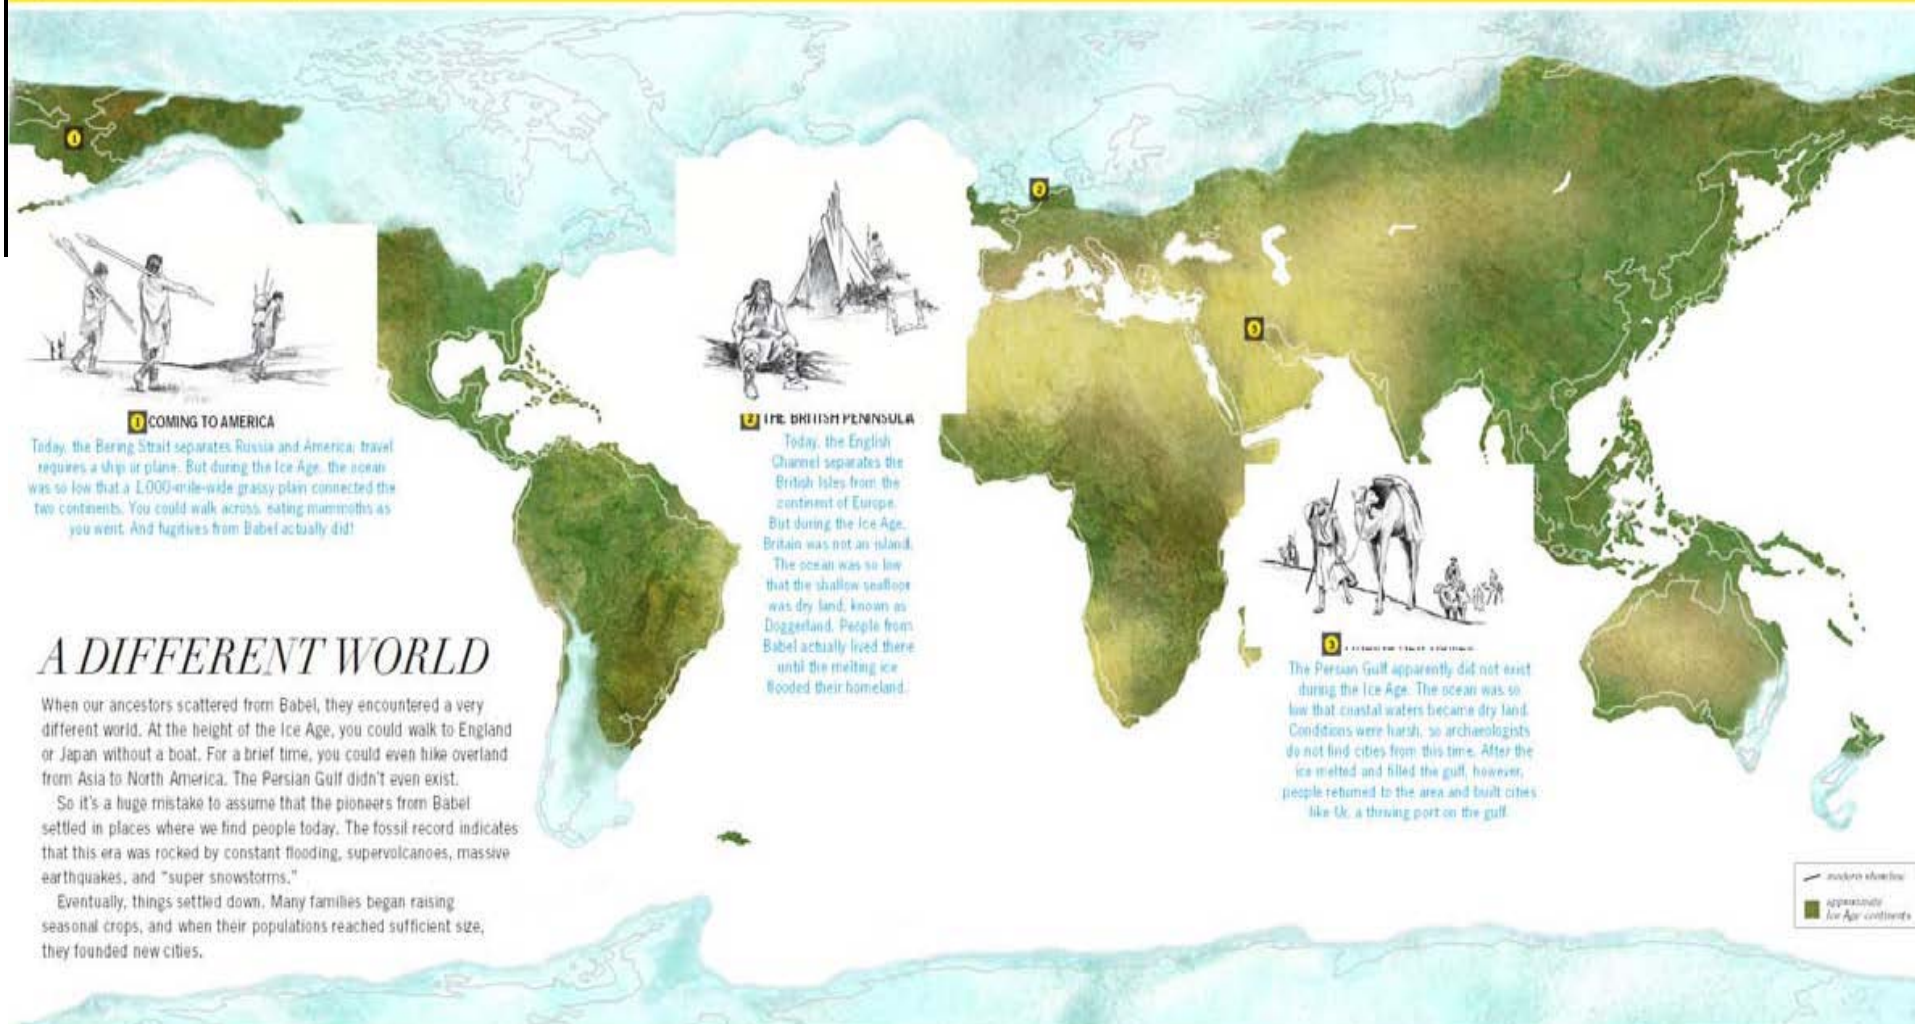 1
2
3
1 COMING TO AMERICA
Today, the Bering Strait separates Russia and America; travel
requires a ship or plane. But during the Ice Age, the ocean
was so low that a 1,000-mile-wide grassy plain connected the
two continents. You could walk across, eating mammoths as
you went. And fugitives from Babel actually did!
2 THE BRITISH PENINSULA
Today, the English
Channel separates the
British Isles from the
continent of Europe.
But during the Ice Age,
Britain was not an island.
The ocean was so low
that the shallow seafloor
was dry land, known as
Doggerland. People from
Babel actually lived there
until the melting ice
flooded their homeland.
3
The Persian Gulf apparently did not exist
during the Ice Age. The ocean was so
low that coastal waters became dry land.
Conditions were harsh, so archaeologists
do not find cities from this time. After the
ice melted and filled the gulf, however,
people returned to the area and built cities
like Ur, a thriving port on the gulf.
A DIFFERENT WORLD
When our ancestors scattered from Babel, they encountered a very
different world. At the height of the Ice Age, you could walk to England
or Japan without a boat. For a brief time, you could even hike overland
from Asia to North America. The Persian Gulf didn't even exist.
So it's a huge mistake to assume that the pioneers from Babel
settled in places where we find people today. The fossil record indicates
that this era was rocked by constant flooding, supervolcanoes, massive
earthquakes, and "super snowstorms."
Eventually, things settled down. Many families began raising
seasonal crops, and when their populations reached sufficient size,
they founded new cities.
modern shoreline
approximate
Ice Age continents